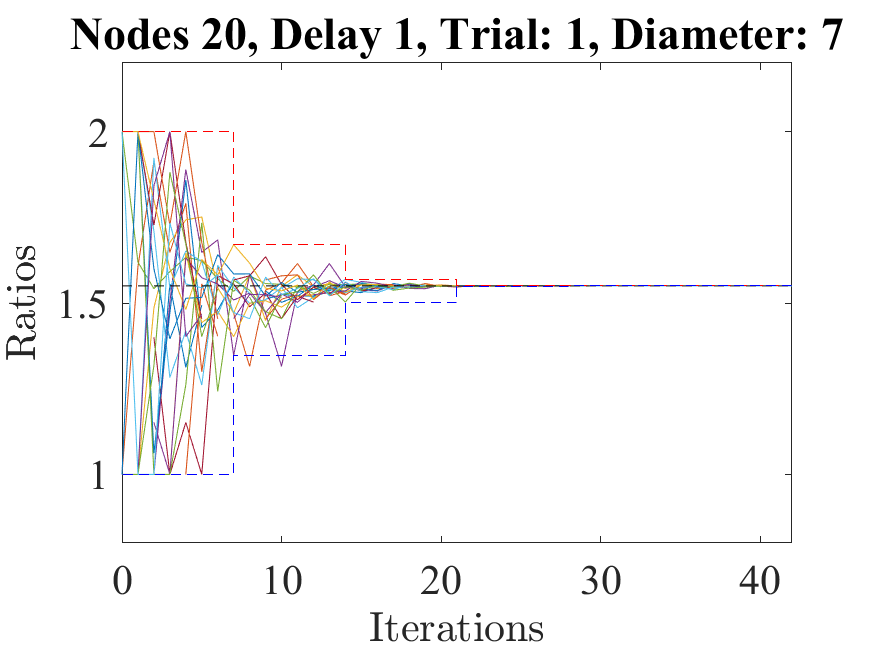 Nodes 20, Delay 1, Trial: 1, Diameter: 7
2
1.5
1
Ratios
0 10 20 30 40
Iterations